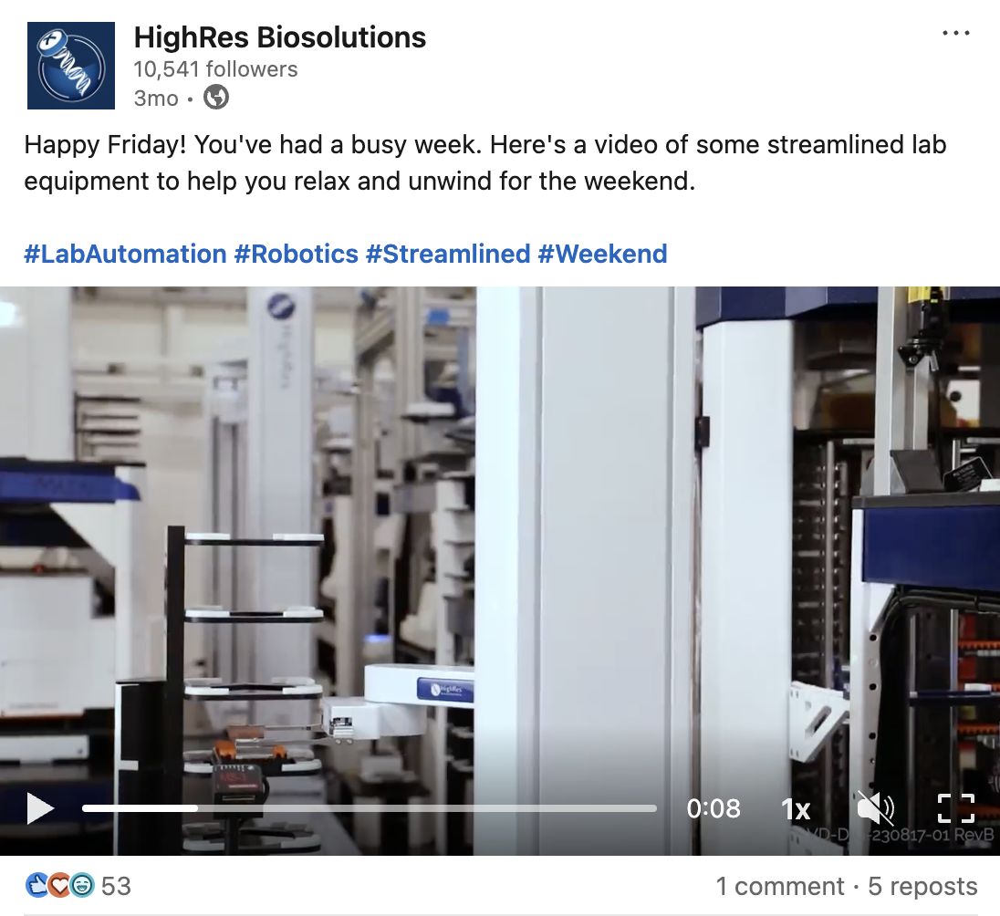 HighRes Biosolutions
10,541 followers
3mo •
Happy Friday! You've had a busy week. Here's a video of some streamlined lab
equipment to help you relax and unwind for the weekend.
#LabAutomation #Robotics #Streamlined #Weekend
HighRes
HighRes
0:08
1x
-230817-01 RevB
53
1 comment • 5 reposts